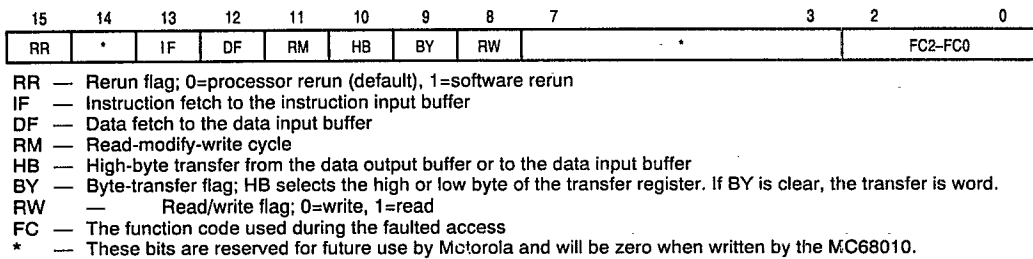 15 14 13 12 11 10 9 8 7 3 2 0
RR * IF DF RM HB BY RW * FC2–FC0
RR — Rerun flag; 0=processor rerun (default), 1=software rerun
IF — Instruction fetch to the instruction input buffer
DF — Data fetch to the data input buffer
RM — Read-modify-write cycle
HB — High-byte transfer from the data output buffer or to the data input buffer
BY — Byte-transfer flag; HB selects the high or low byte of the transfer register. If BY is clear, the transfer is word.
RW — Read/write flag; 0=write, 1=read
FC — The function code used during the faulted access
* — These bits are reserved for future use by Motorola and will be zero when written by the MC68010.